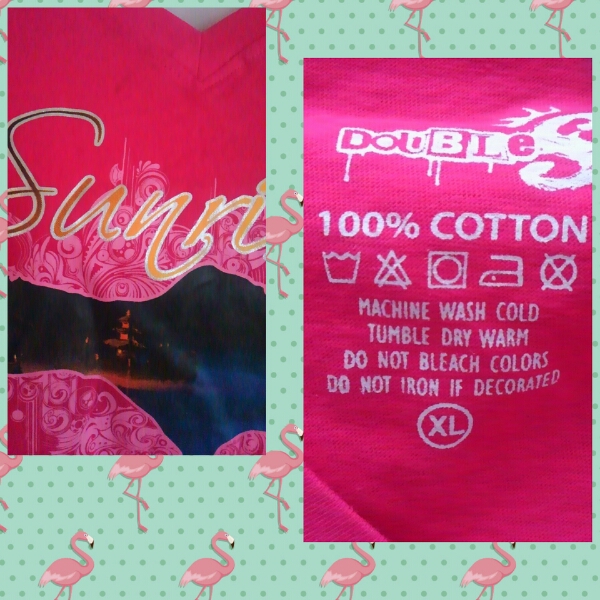 Sunri
DOUBLE S
100% COTTON
MACHINE WASH COLD
TUMBLE DRY WARM
DO NOT BLEACH COLORS
DO NOT IRON IF DECORATED
XL